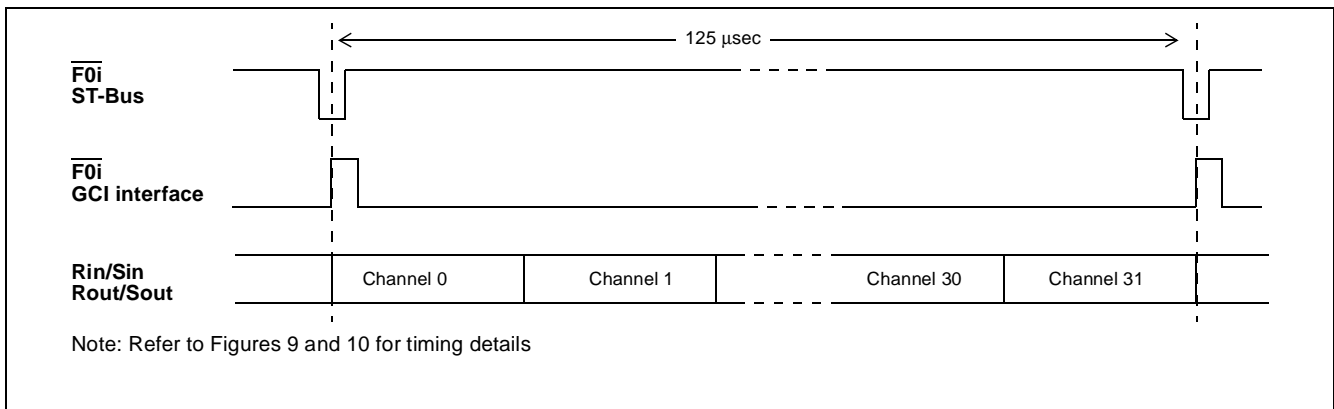 125 μsec
F0i
ST-Bus
F0i
GCI interface
Rin/Sin
Rout/Sout
Channel 0
Channel 1
Channel 30
Channel 31
Note: Refer to Figures 9 and 10 for timing details